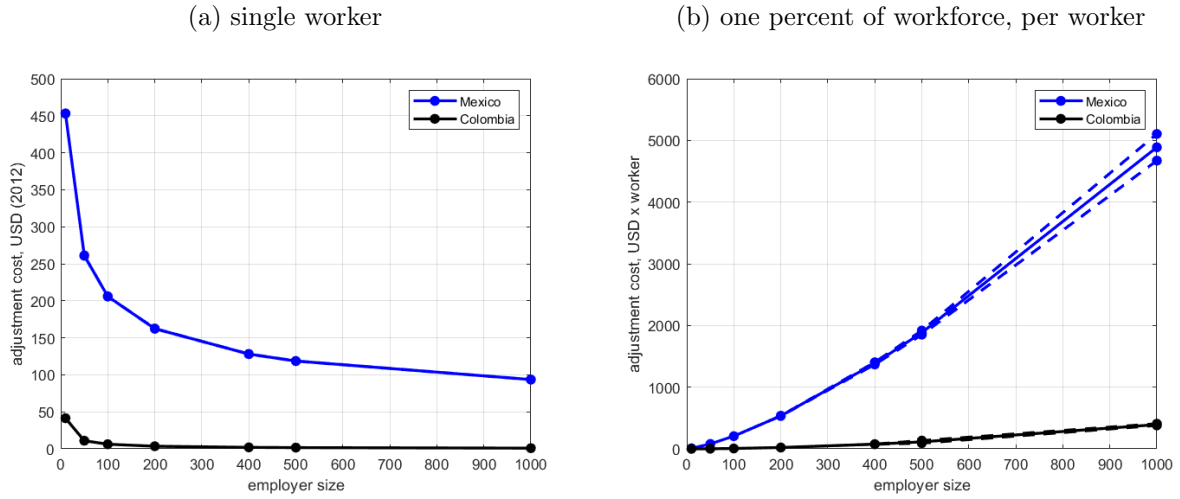 (a) single worker
500
450
400
350
300
250
200
150
100
50
0
adjustment cost, USD (2012)
Mexico
Colombia
0 100 200 300 400 500 600 700 800 900 1000
employer size
(b) one percent of workforce, per worker
6000
5000
4000
3000
2000
1000
0
adjustment cost, USD x worker
Mexico
Colombia
0 100 200 300 400 500 600 700 800 900 1000
employer size